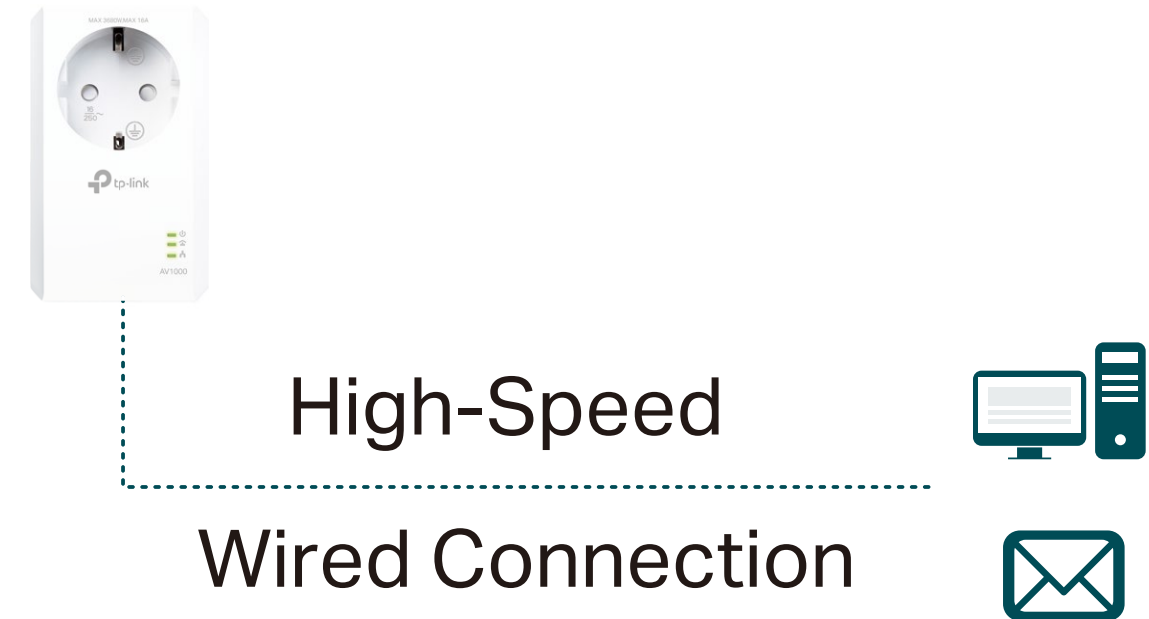 MAX 3680W,MAX 16A
16
250~
tp-link
AV1000
High-Speed
Wired Connection